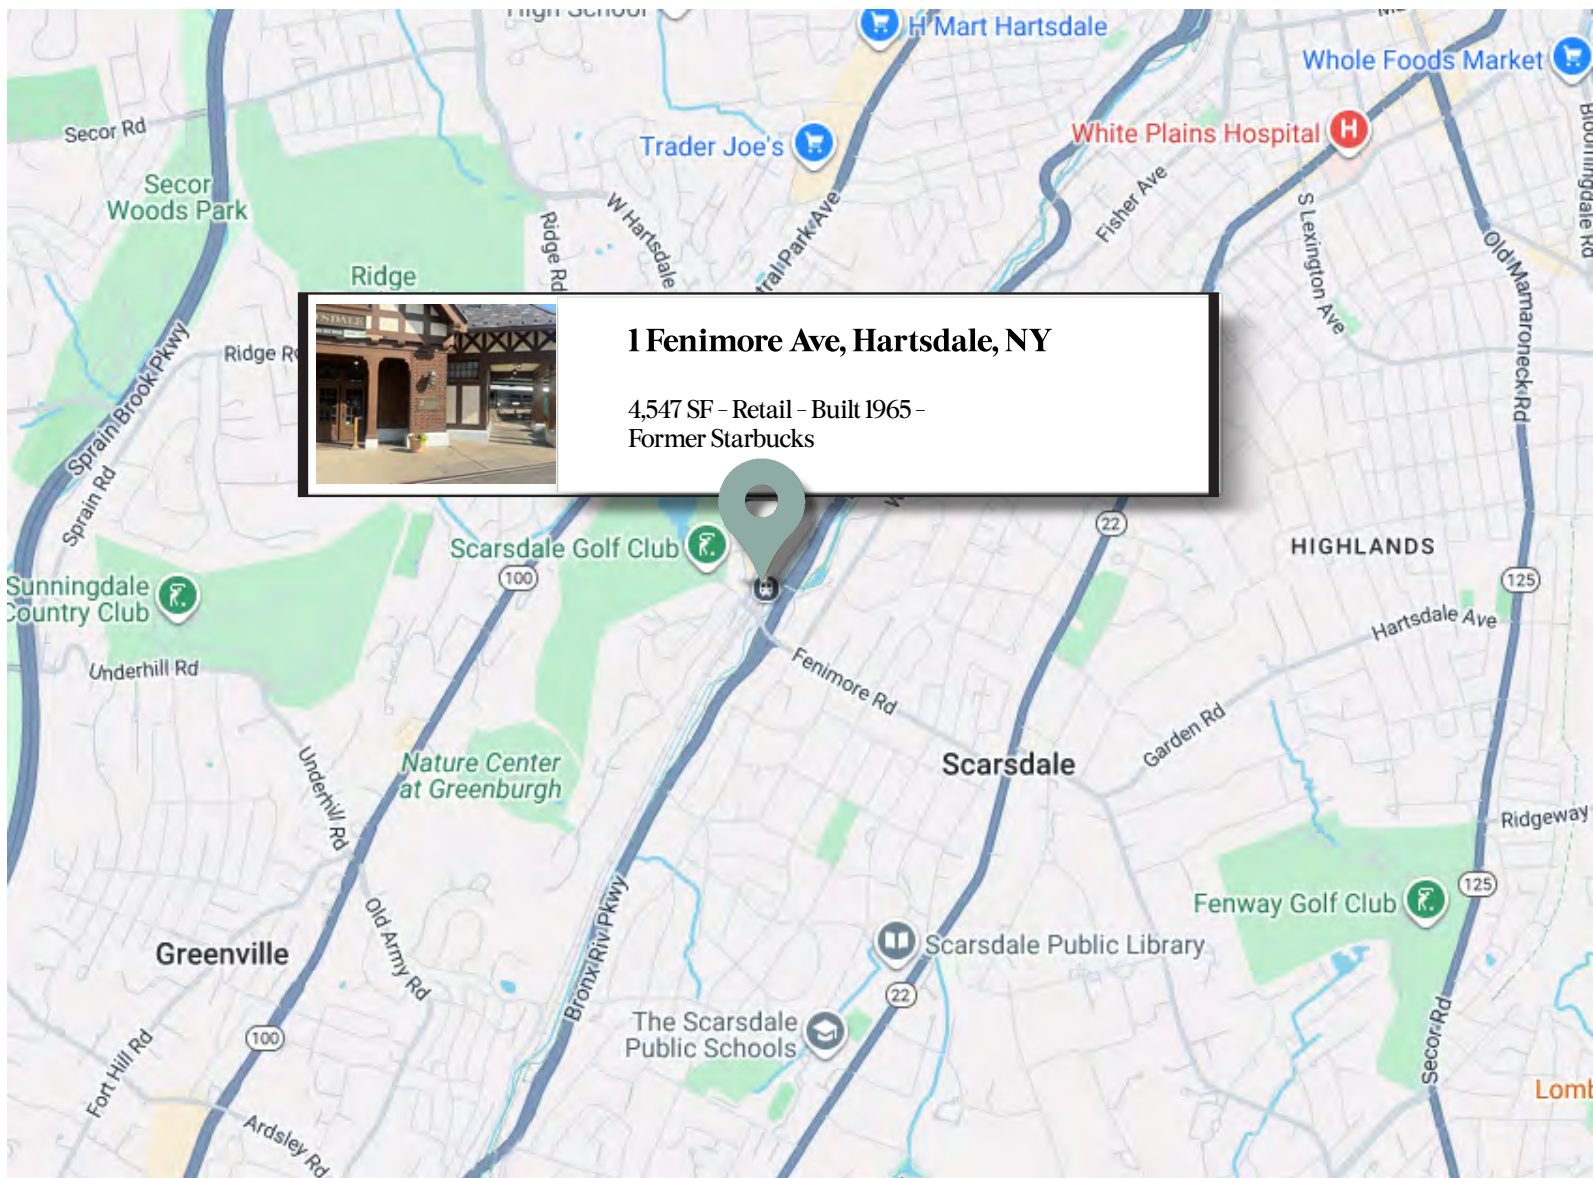 H Mart Hartsdale
Whole Foods Market
Secor Rd
Trader Joe's
White Plains Hospital
H
Secor
Woods Park
Fisher Ave
S Lexington Ave
W Hartsdale
Ridge Rd
Old Mamaroneck Rd
Bloomingdale Rd
Ridge
Sprain Brook Pkwy
1 Fenimore Ave, Hartsdale, NY
4,547 SF – Retail – Built 1965 –
Former Starbucks
Sprain Rd
Scarsdale Golf Club
22
HIGHLANDS
100
125
Sunningdale
Country Club
Hartsdale Ave
Underhill Rd
Fenimore Rd
Garden Rd
Scarsdale
Nature Center
at Greenburgh
Underhill Rd
Ridgeway
125
Fenway Golf Club
Old Army Rd
Bronx Riv Pkwy
Greenville
Scarsdale Public Library
22
The Scarsdale
Public Schools
100
Fort Hill Rd
Secor Rd
Ardsley Rd